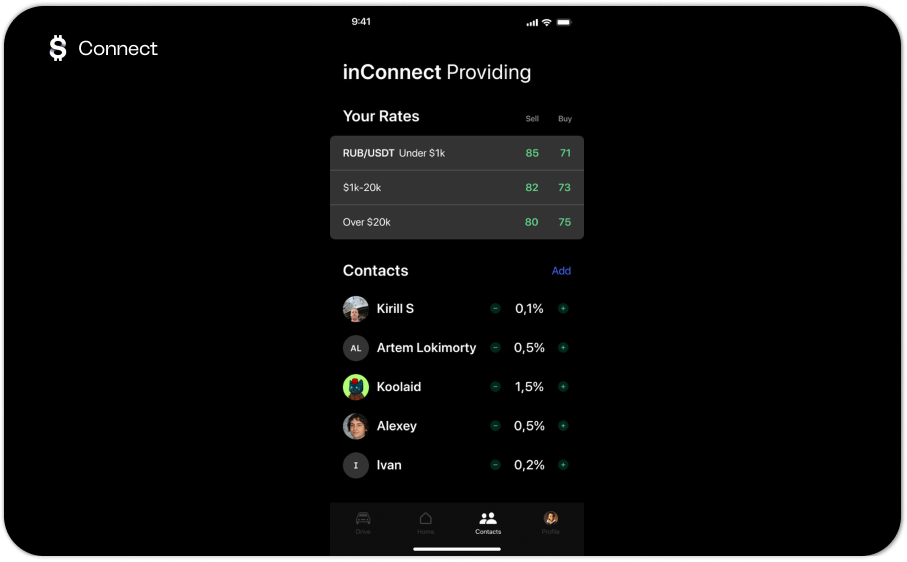 9:41
$ Connect
inConnect Providing
Your Rates Sell Buy
RUB/USDT Under $1k 85 71
$1k-20k 82 73
Over $20k 80 75
Contacts Add
Kirill S − 0,1% +
AL Artem Lokimorty − 0,5% +
Koolaid − 1,5% +
Alexey − 0,5% +
I Ivan − 0,2% +
Drive Home Contacts Profile